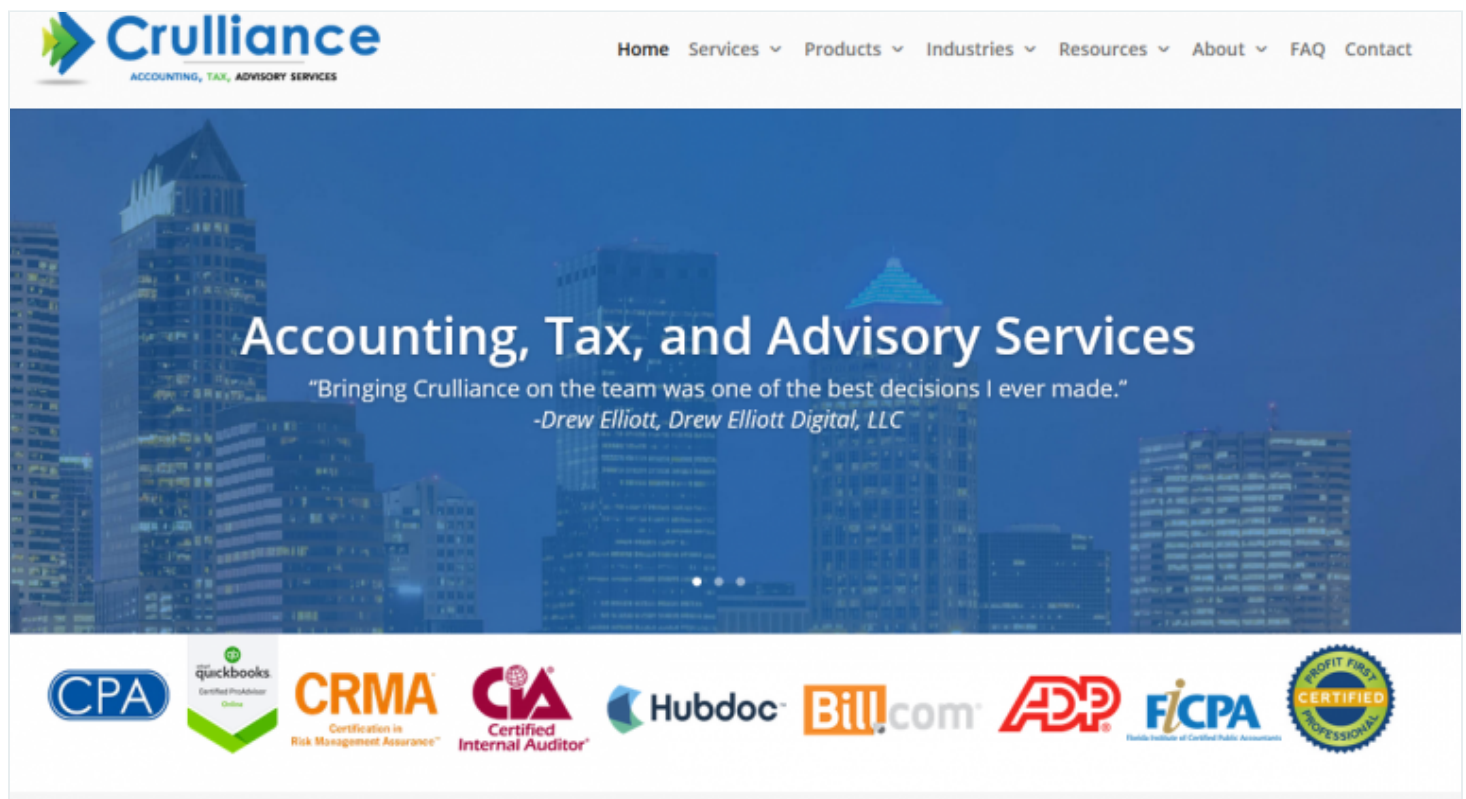 Crulliance
ACCOUNTING, TAX, ADVISORY SERVICES
Home Services Products Industries Resources About FAQ Contact
Accounting, Tax, and Advisory Services
“Bringing Crulliance on the team was one of the best decisions I ever made.”
-Drew Elliott, Drew Elliott Digital, LLC
CPA
qb
intuit
quickbooks
Certified ProAdvisor
Online
CRMA
Certification in
Risk Management Assurance™
CIA®
Certified
Internal Auditor®
Hubdoc
Bill.com
ADP®
FICPA
Florida Institute of Certified Public Accountants
PROFIT FIRST
CERTIFIED
PROFESSIONAL